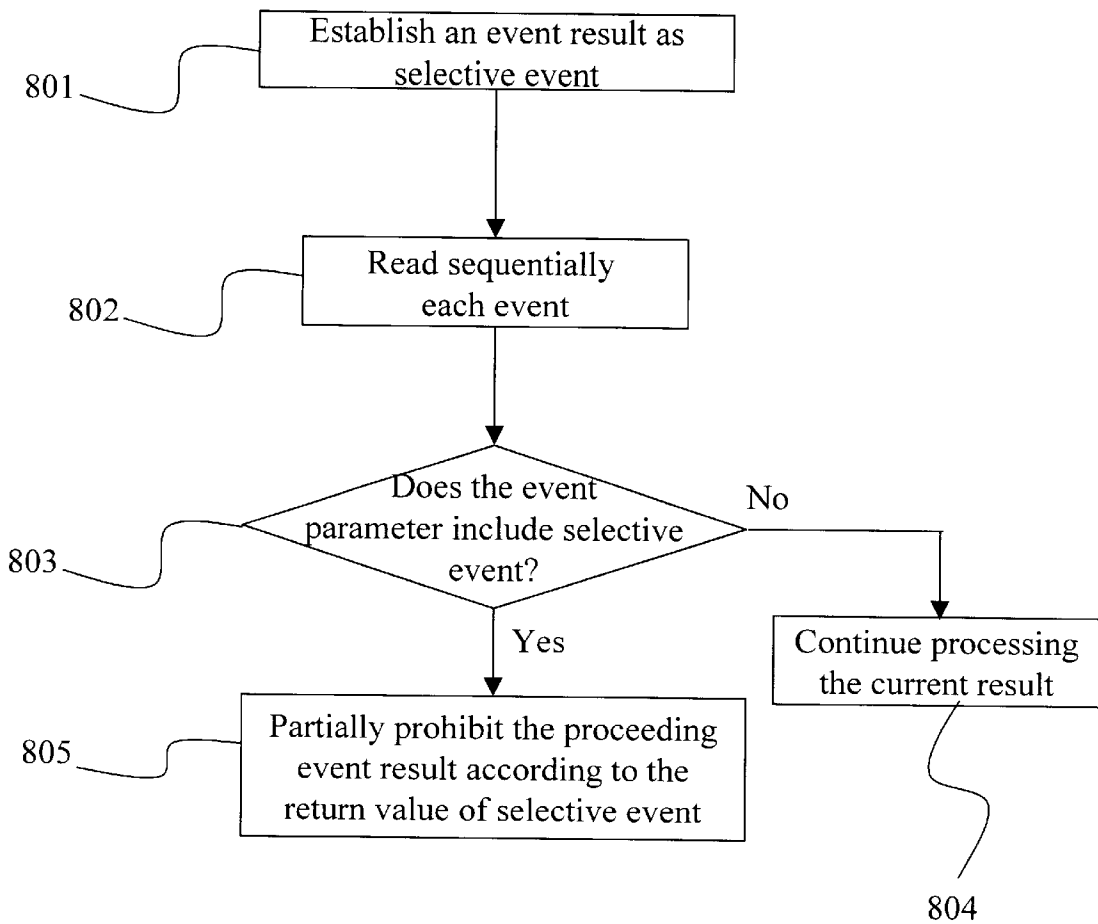 Establish an event result as
selective event
801
Read sequentially
each event
802
Does the event
parameter include selective
event?
No
803
Yes
Continue processing
the current result
Partially prohibit the proceeding
event result according to the
return value of selective event
805
804